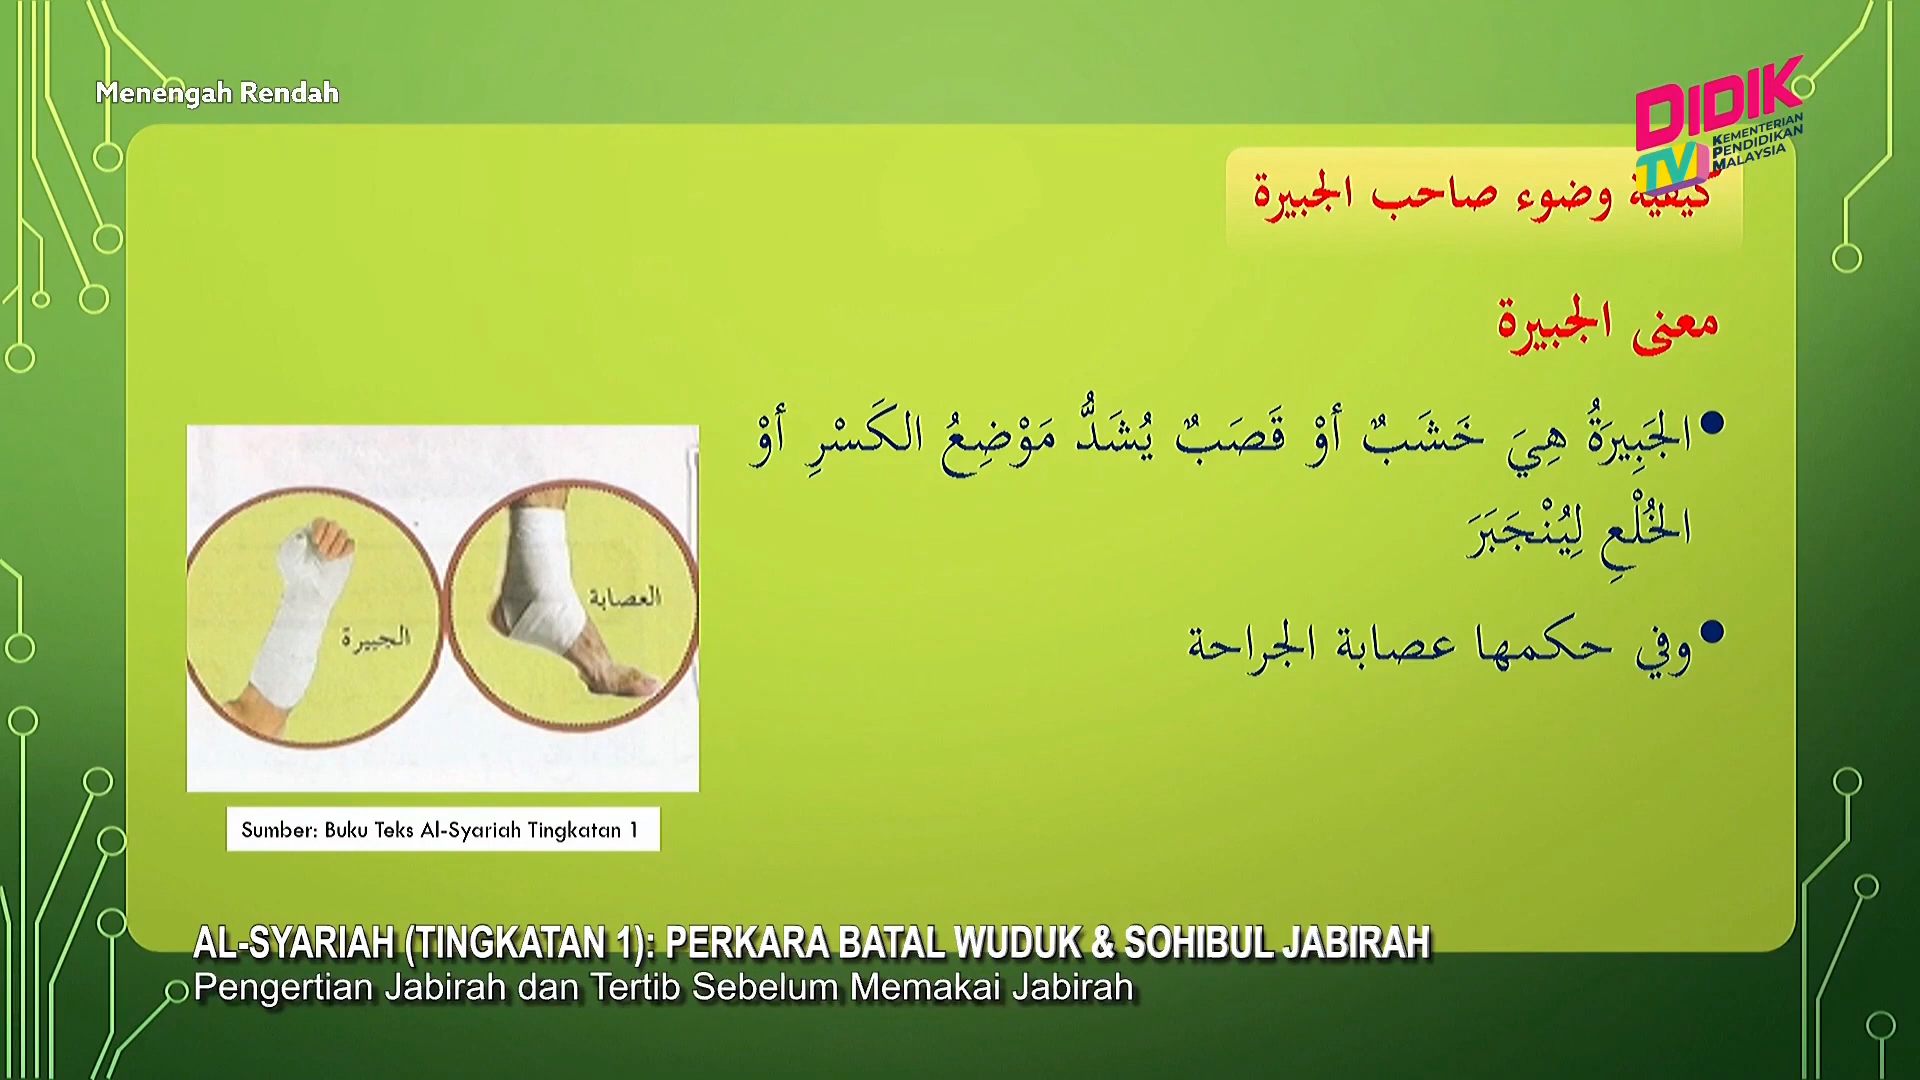 Menengah Rendah
DIDIK
TV
KEMENTERIAN
PENDIDIKAN
MALAYSIA
كيفية وضوء صاحب الجبيرة
معنى الجبيرة
• الجَبِيرَةُ هِيَ خَشَبٌ أَوْ قَصَبٌ يُشَدُّ مَوْضِعُ الكَسْرِ أَوْ
الخُلْعِ لِيُنْجَبَرَ
• وفي حكمها عصابة الجراحة
العصابة
الجبيرة
Sumber: Buku Teks Al-Syariah Tingkatan 1
AL-SYARIAH (TINGKATAN 1): PERKARA BATAL WUDUK & SOHIBUL JABIRAH
Pengertian Jabirah dan Tertib Sebelum Memakai Jabirah